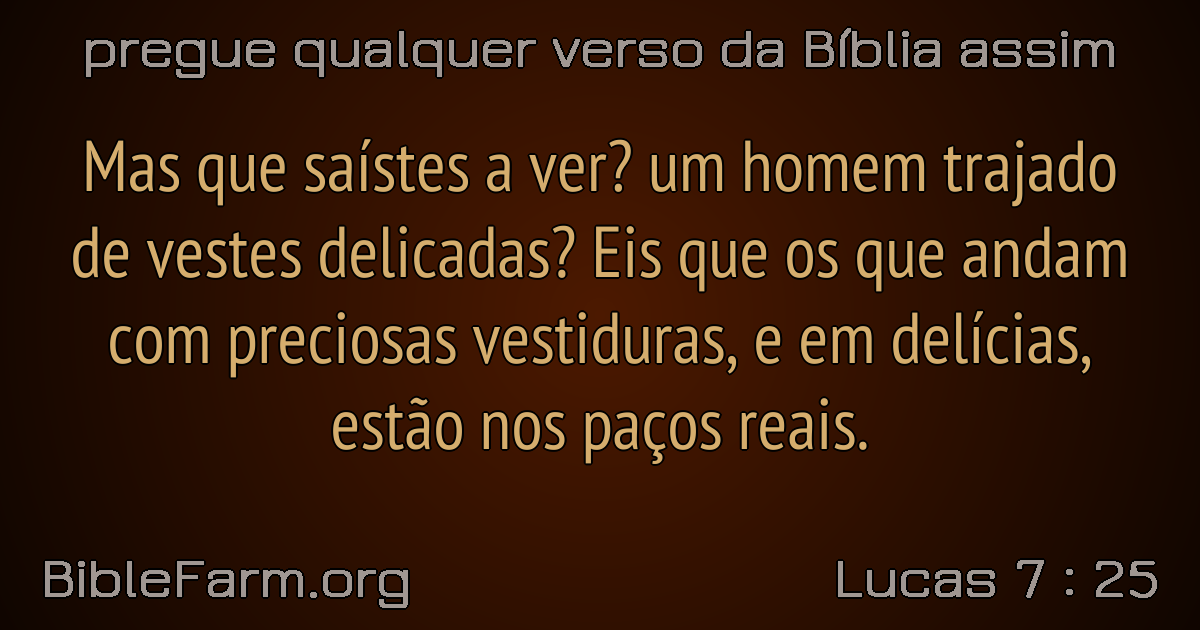 pregue qualquer verso da Bíblia assim
Mas que saístes a ver? um homem trajado
de vestes delicadas? Eis que os que andam
com preciosas vestiduras, e em delícias,
estão nos paços reais.
BibleFarm.org
Lucas 7 : 25